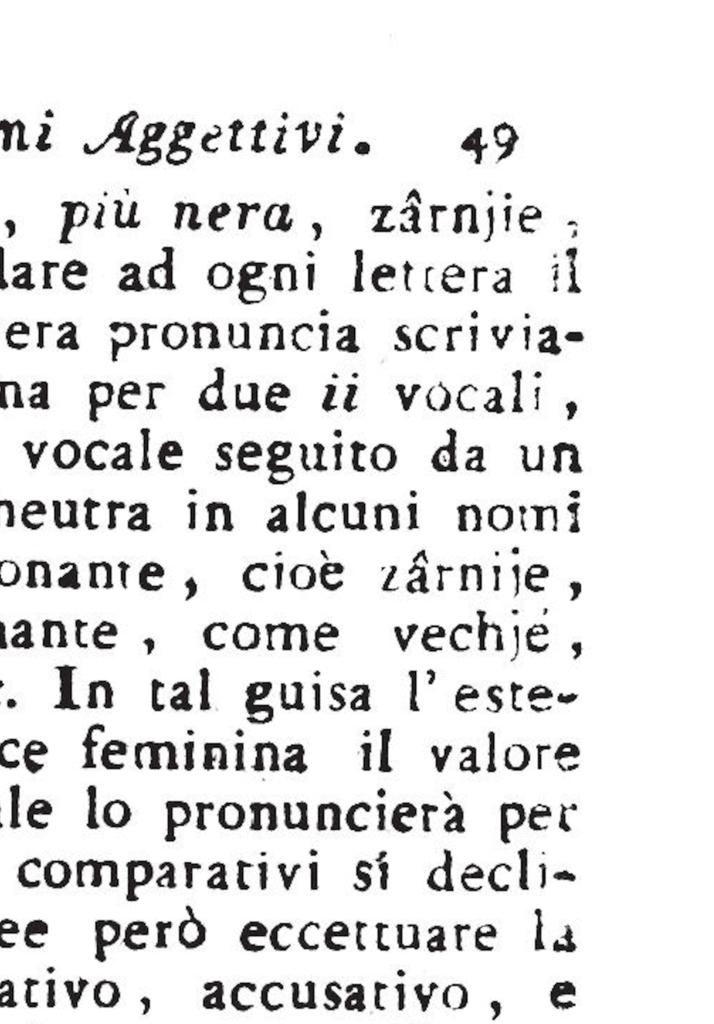 mi Aggettivi. 49
, più nera, zârnjie,
lare ad ogni lettera il
era pronuncia scrivia-
na per due ii vocali,
vocale seguito da un
neutra in alcuni nomi
onante, cioè zârnije,
nante, come vechjé,
. In tal guisa l'este-
ce feminina il valore
ale lo pronuncierà per
comparativi sí decli-
ee però eccettuare la
ativo, accusativo, e